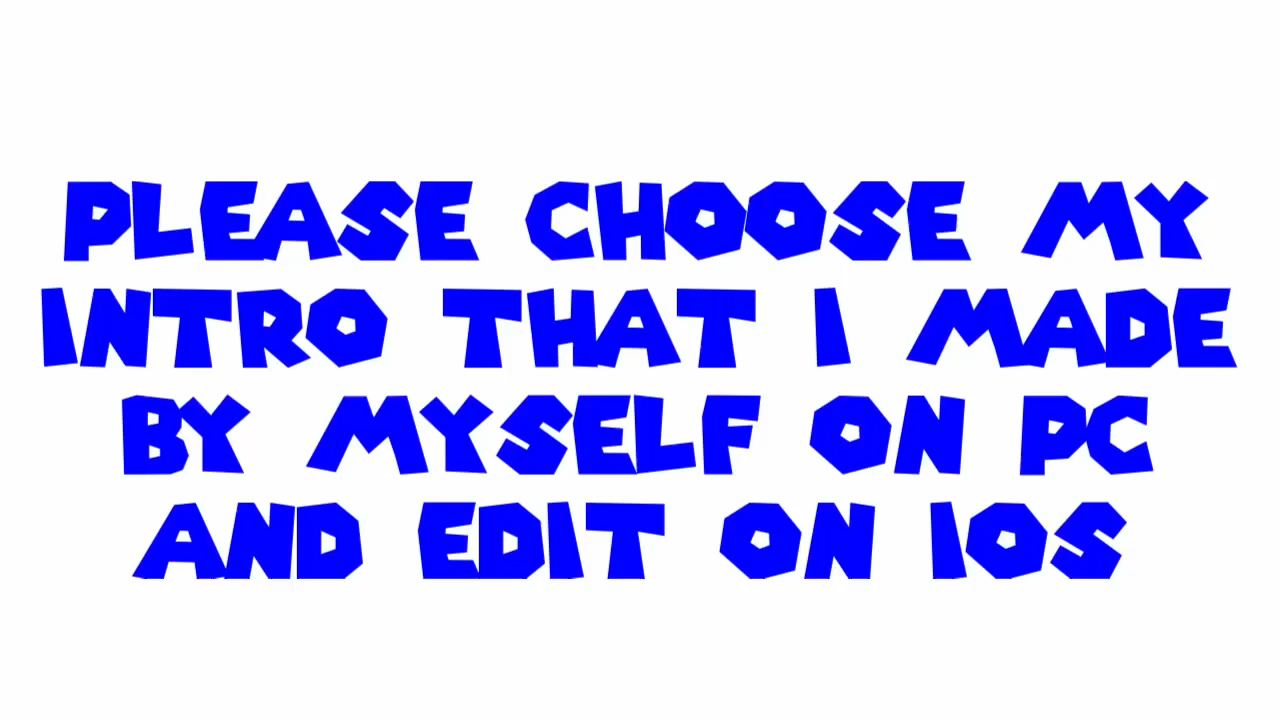 PLEASE CHOOSE MY
INTRO THAT I MADE
BY MYSELF ON PC
AND EDIT ON IOS